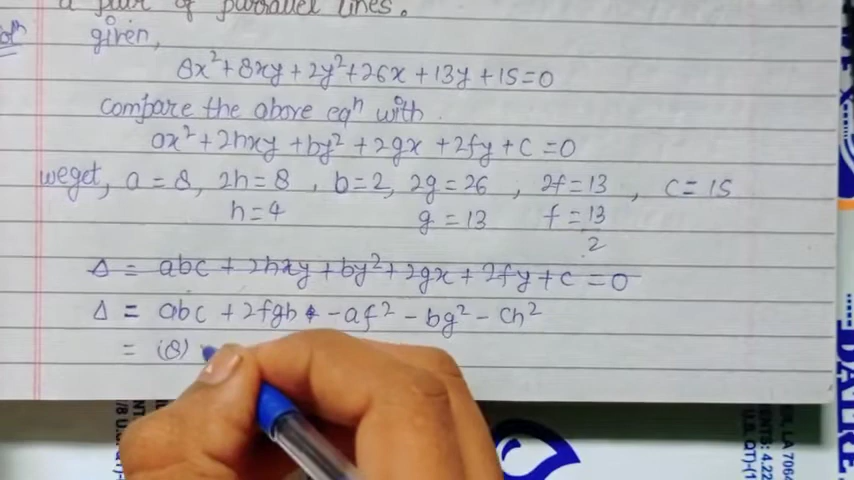 a pair of parallel lines.
Solⁿ given,
8x²+8xy+2y²+26x+13y+15=0
compare the above eqⁿ with
ax²+2hxy+by²+2gx+2fy+c=0
we get, a=8, 2h=8, b=2, 2g=26, 2f=13, c=15
h=4 g=13 f=13/2
Δ = abc + 2hxy+by²+2gx+2fy+c=0
Δ = abc + 2fgh - af² - bg² - ch²
= (8)